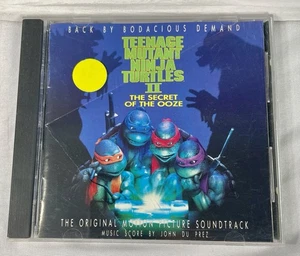 BACK BY BODACIOUS DEMAND
TEENAGE
MUTANT
NINJA
TURTLES
II
THE SECRET
OF THE OOZE
THE ORIGINAL MOTION PICTURE SOUNDTRACK
MUSIC SCORE BY JOHN DU PREZ